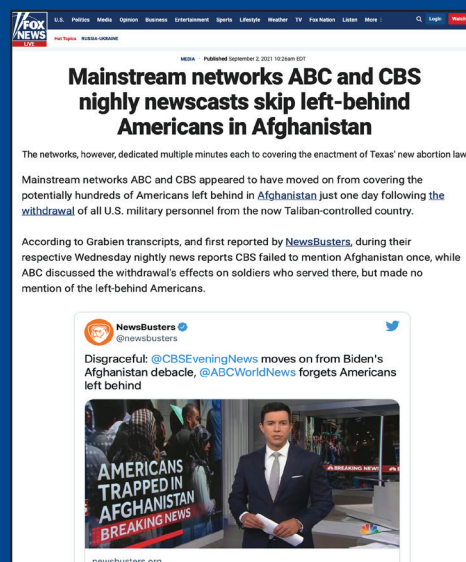 FOX
NEWS
LIVE
U.S. Politics Media Opinion Business Entertainment Sports Lifestyle Weather TV Fox Nation Listen More
Login Watch
Hot Topics RUSSIA-UKRAINE
MEDIA · Published September 2, 2021 10:26am EDT
Mainstream networks ABC and CBS
nighly newscasts skip left-behind
Americans in Afghanistan
The networks, however, dedicated multiple minutes each to covering the enactment of Texas' new abortion law
Mainstream networks ABC and CBS appeared to have moved on from covering the
potentially hundreds of Americans left behind in Afghanistan just one day following the
withdrawal of all U.S. military personnel from the now Taliban-controlled country.
According to Grabien transcripts, and first reported by NewsBusters, during their
respective Wednesday nightly news reports CBS failed to mention Afghanistan once, while
ABC discussed the withdrawal's effects on soldiers who served there, but made no
mention of the left-behind Americans.
NewsBusters
@newsbusters
Disgraceful: @CBSEveningNews moves on from Biden's
Afghanistan debacle, @ABCWorldNews forgets Americans
left behind
AMERICANS
TRAPPED IN
AFGHANISTAN
BREAKING NEWS
BREAKING NEWS
newsbusters.org